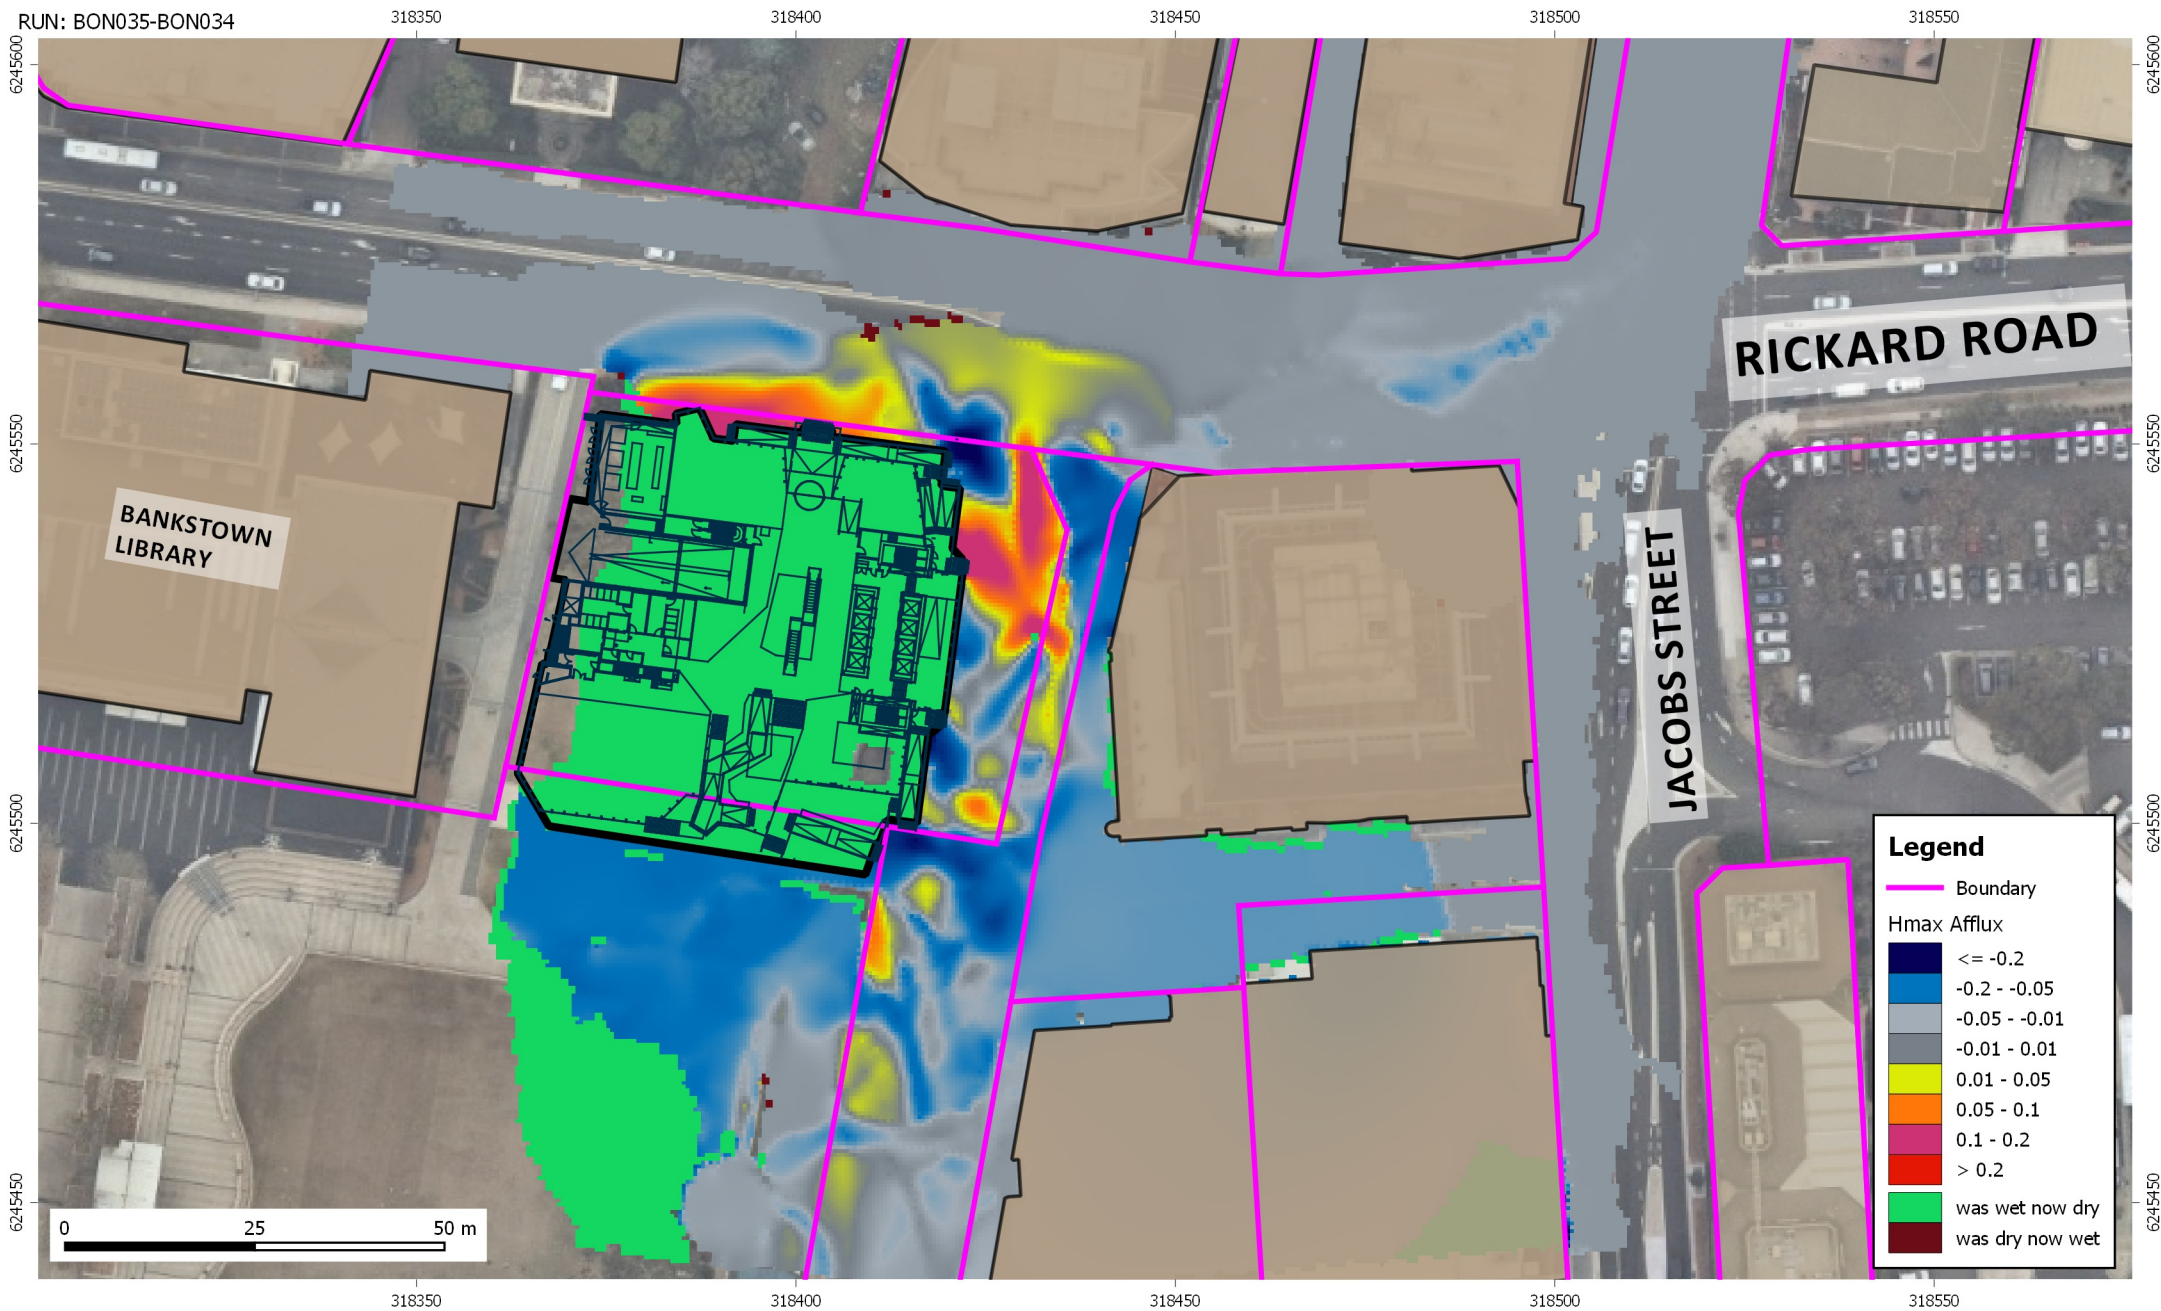 RUN: BON035-BON034
318350
318400
318450
318500
318550
6245600
6245600
RICKARD ROAD
6245550
6245550
BANKSTOWN
LIBRARY
JACOBS STREET
6245500
6245500
Legend
Boundary
Hmax Afflux
<= -0.2
-0.2 - -0.05
-0.05 - -0.01
-0.01 - 0.01
0.01 - 0.05
0.05 - 0.1
0.1 - 0.2
> 0.2
was wet now dry
was dry now wet
6245450
6245450
0 25 50 m
318350
318400
318450
318500
318550